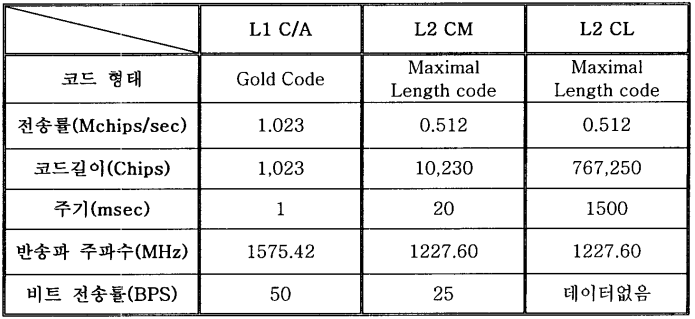 L1 C/A L2 CM L2 CL
코드 형태 Gold Code Maximal Length code Maximal Length code
전송률(Mchips/sec) 1.023 0.512 0.512
코드길이(Chips) 1,023 10,230 767,250
주기(msec) 1 20 1500
반송파 주파수(MHz) 1575.42 1227.60 1227.60
비트 전송률(BPS) 50 25 데이터없음